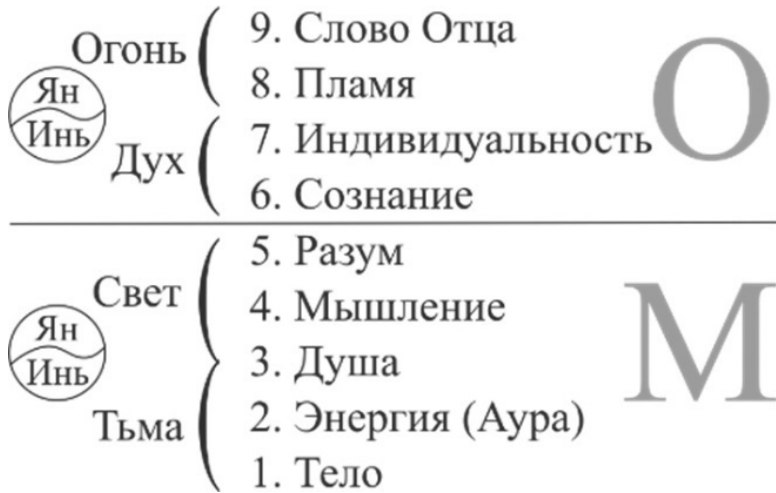 Огонь
Ян
Инь
Дух
9. Слово Отца
8. Пламя
7. Индивидуальность
6. Сознание
О
Свет
Ян
Инь
Тьма
5. Разум
4. Мышление
3. Душа
2. Энергия (Аура)
1. Тело
М